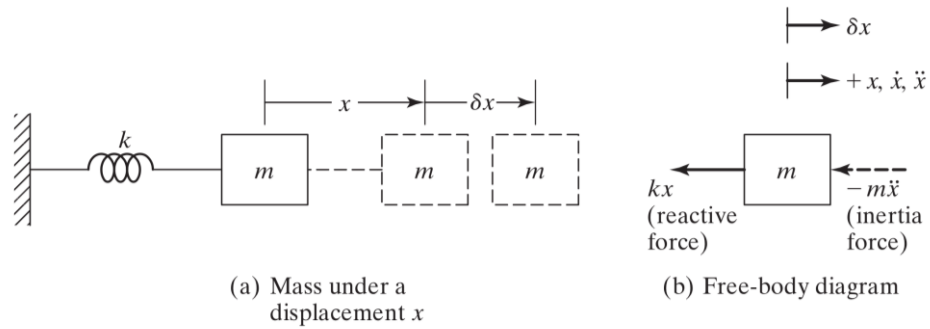 δx
+ x, ẋ, ẍ
x
δx
k
m
m
m
m
kx
(reactive
force)
− mẍ
(inertia
force)
(a) Mass under a
displacement x
(b) Free-body diagram